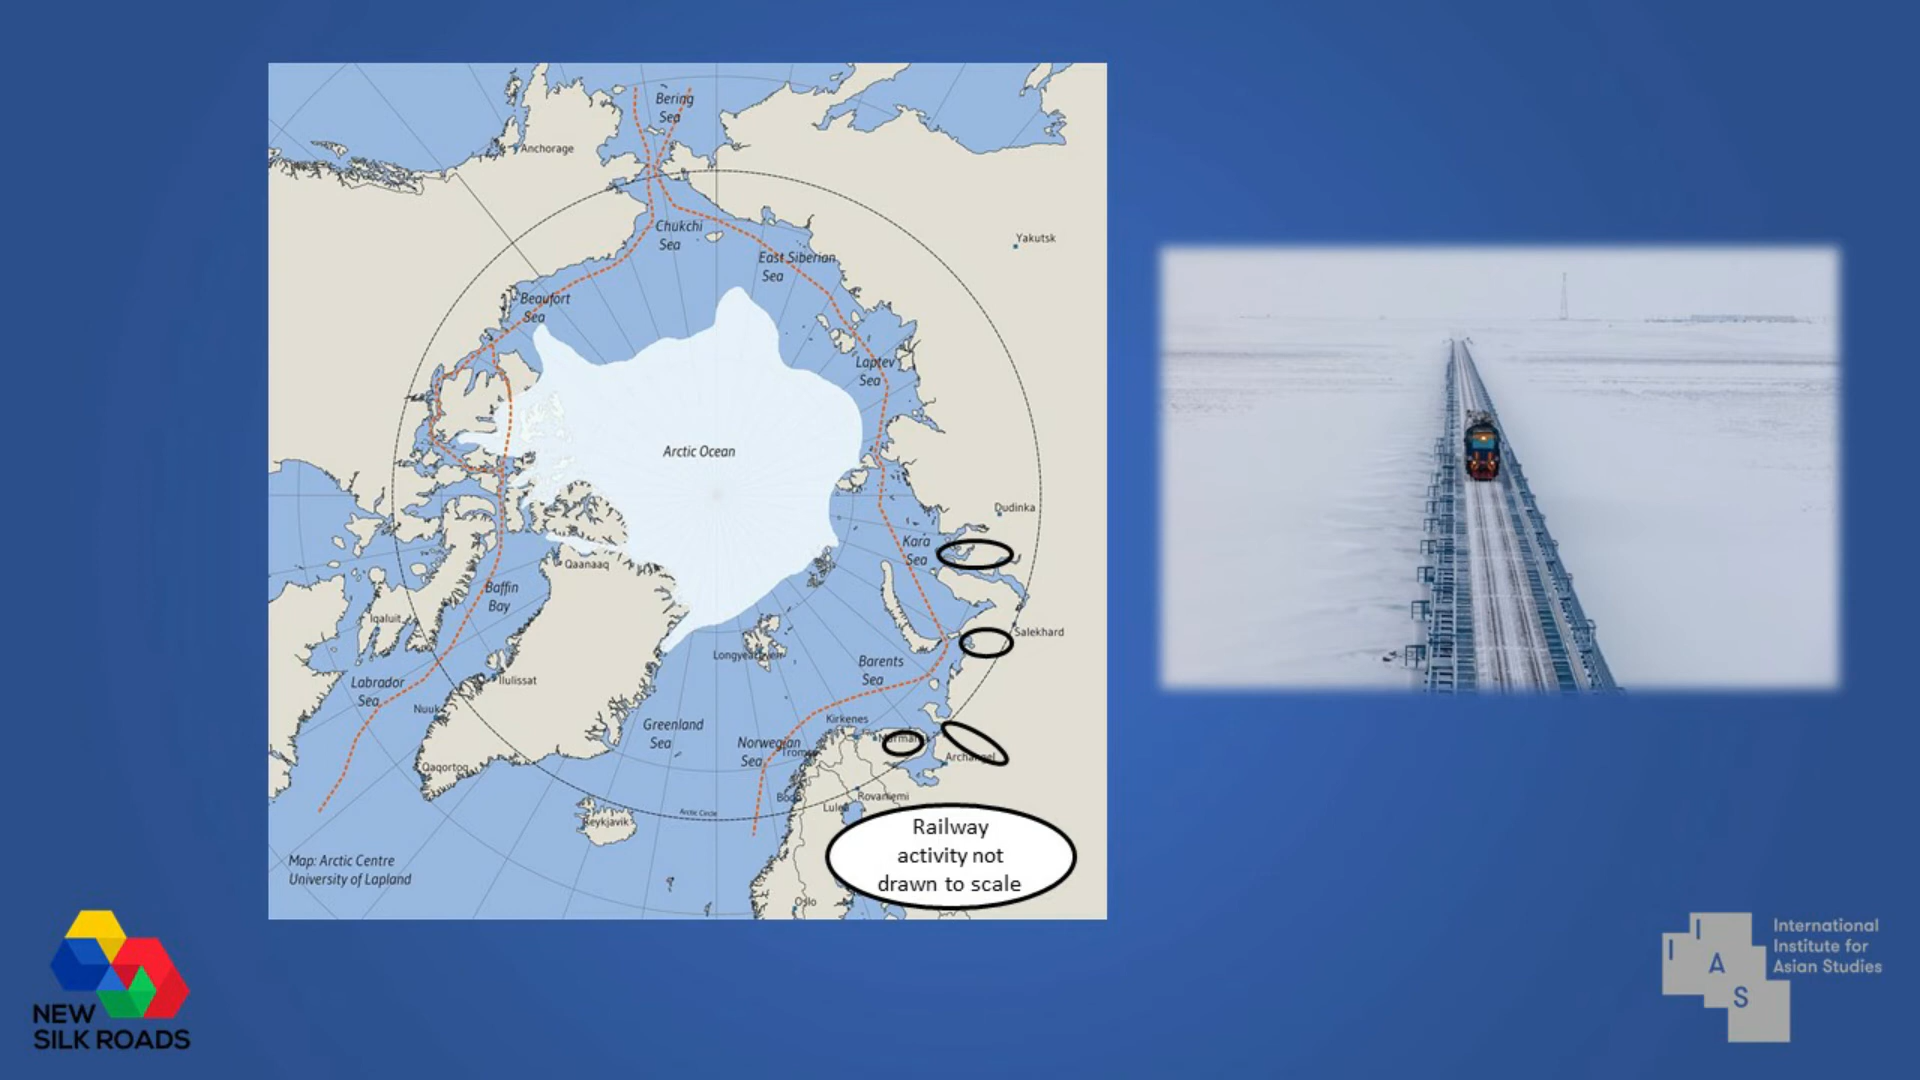 Bering
Sea
Anchorage
Chukchi
Sea
Yakutsk
East Siberian
Sea
Beaufort
Sea
Laptev
Sea
Arctic Ocean
Dudinka
Kara
Sea
Qaanaaq
Baffin
Bay
Iqaluit
Salekhard
Longyearbyen
Barents
Sea
Ilulissat
Labrador
Sea
Nuuk
Kirkenes
Greenland
Sea
Murmansk
Norwegian
Sea
Tromsø
Archangel
Qaqortoq
Bodø
Rovaniemi
Luleå
Arctic Circle
Reykjavik
Railway
activity not
drawn to scale
Map: Arctic Centre
University of Lapland
Oslo
NEW
SILK ROADS
I I A S
International
Institute for
Asian Studies